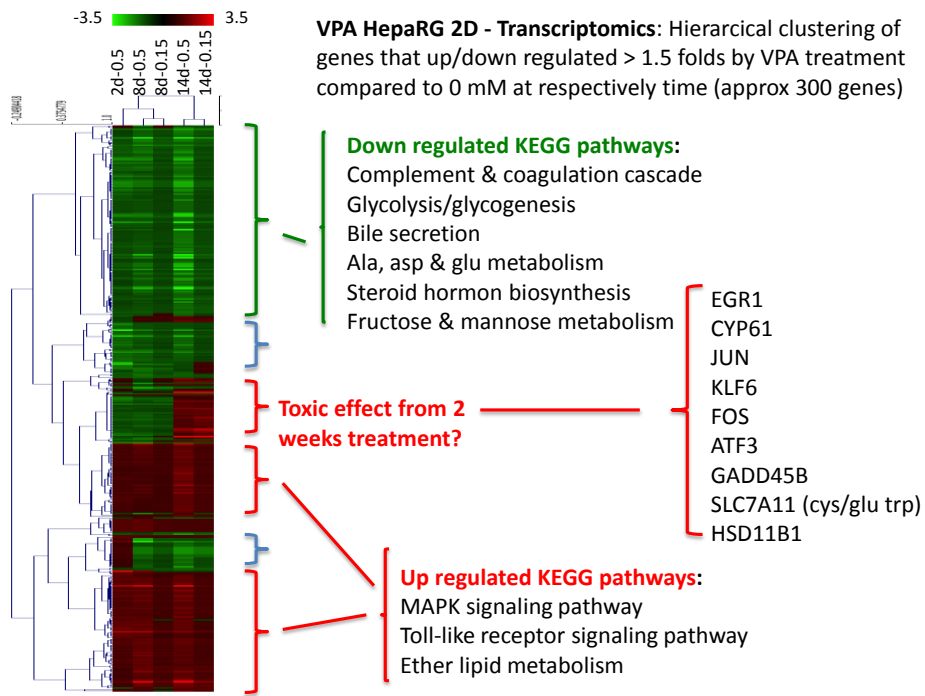 -3.5 3.5
2d-0.5
8d-0.5
8d-0.15
14d-0.5
14d-0.15
VPA HepaRG 2D - Transcriptomics: Hierarcical clustering of
genes that up/down regulated > 1.5 folds by VPA treatment
compared to 0 mM at respectively time (approx 300 genes)
Down regulated KEGG pathways:
Complement & coagulation cascade
Glycolysis/glycogenesis
Bile secretion
Ala, asp & glu metabolism
Steroid hormon biosynthesis
Fructose & mannose metabolism
Toxic effect from 2
weeks treatment?
EGR1
CYP61
JUN
KLF6
FOS
ATF3
GADD45B
SLC7A11 (cys/glu trp)
HSD11B1
Up regulated KEGG pathways:
MAPK signaling pathway
Toll-like receptor signaling pathway
Ether lipid metabolism